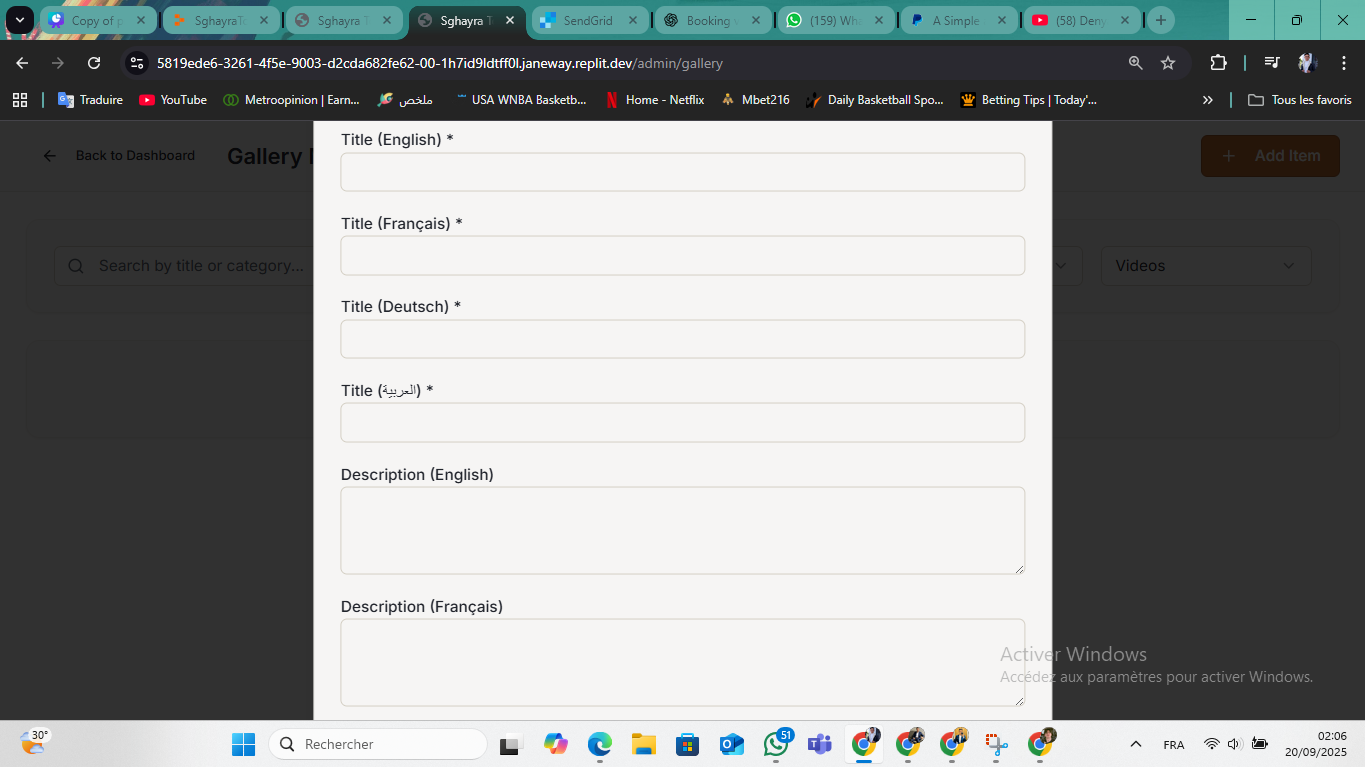 Copy of p
SghayraTo
Sghayra T
Sghayra T
SendGrid
Booking
(159) Wh
A Simple
(58) Deny
5819ede6-3261-4f5e-9003-d2cda682fe62-00-1h7id9ldtff0l.janeway.replit.dev/admin/gallery
Traduire
YouTube
Metroopinion | Earn...
ملخص
USA WNBA Basketb...
Home - Netflix
Mbet216
Daily Basketball Spo...
Betting Tips | Today'...
Tous les favoris
Back to Dashboard
Gallery
Add Item
Search by title or category...
Videos
Title (English) *
Title (Français) *
Title (Deutsch) *
Title (العربية) *
Description (English)
Description (Français)
Activer Windows
Accédez aux paramètres pour activer Windows.
30°
Rechercher
51
FRA
02:06
20/09/2025